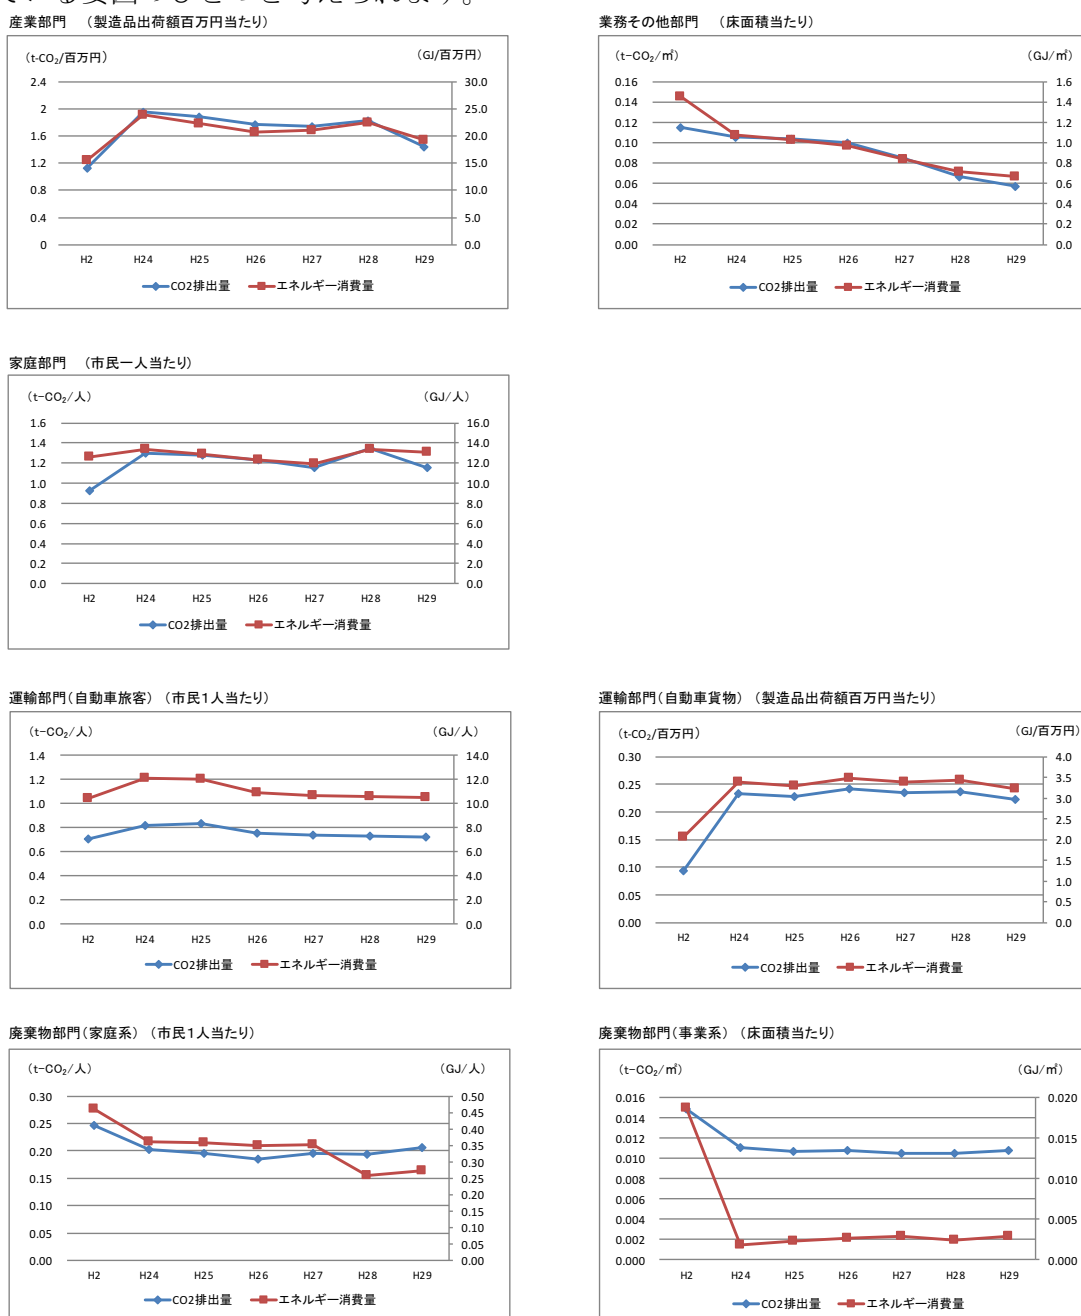 ている要因のひとつと考えられます。
産業部門　（製造品出荷額百万円当たり）
（t-CO₂/百万円）　（GJ/百万円）
2.4　30.0
2　25.0
1.6　20.0
1.2　15.0
0.8　10.0
0.4　5.0
0　0.0
H2　H24　H25　H26　H27　H28　H29
CO2排出量　エネルギー消費量
業務その他部門　（床面積当たり）
（t−CO₂/㎡）　（GJ/㎡）
0.16　1.6
0.14　1.4
0.12　1.2
0.10　1.0
0.08　0.8
0.06　0.6
0.04　0.4
0.02　0.2
0.00　0.0
H2　H24　H25　H26　H27　H28　H29
CO2排出量　エネルギー消費量
家庭部門　（市民一人当たり）
（t−CO₂/人）　（GJ/人）
1.6　16.0
1.4　14.0
1.2　12.0
1.0　10.0
0.8　8.0
0.6　6.0
0.4　4.0
0.2　2.0
0.0　0.0
H2　H24　H25　H26　H27　H28　H29
CO2排出量　エネルギー消費量
運輸部門（自動車旅客）（市民1人当たり）
（t−CO₂/人）　（GJ/人）
1.4　14.0
1.2　12.0
1.0　10.0
0.8　8.0
0.6　6.0
0.4　4.0
0.2　2.0
0.0　0.0
H2　H24　H25　H26　H27　H28　H29
CO2排出量　エネルギー消費量
運輸部門（自動車貨物）（製造品出荷額百万円当たり）
（t-CO₂/百万円）　（GJ/百万円）
0.30　4.0
0.25　3.5
0.20　3.0
0.15　2.5
0.10　2.0
0.05　1.5
0.00　1.0
0.5
0.0
H2　H24　H25　H26　H27　H28　H29
CO2排出量　エネルギー消費量
廃棄物部門（家庭系）（市民1人当たり）
（t−CO₂/人）　（GJ/人）
0.30　0.50
0.25　0.45
0.20　0.40
0.15　0.35
0.10　0.30
0.05　0.25
0.00　0.20
0.15
0.10
0.05
0.00
H2　H24　H25　H26　H27　H28　H29
CO2排出量　エネルギー消費量
廃棄物部門（事業系）（床面積当たり）
（t−CO₂/㎡）　（GJ/㎡）
0.016　0.020
0.014　0.015
0.012　0.010
0.010　0.005
0.008　0.000
0.006
0.004
0.002
0.000
H2　H24　H25　H26　H27　H28　H29
CO2排出量　エネルギー消費量